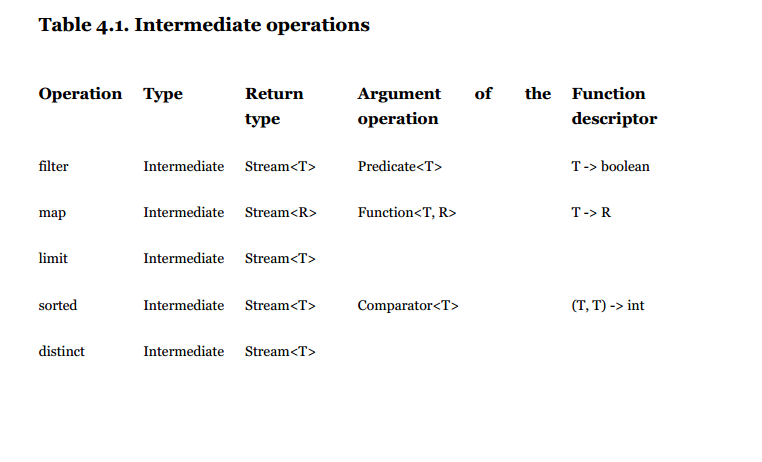 Table 4.1. Intermediate operations
Operation Type Return type Argument of the operation Function descriptor
filter Intermediate Stream<T> Predicate<T> T -> boolean
map Intermediate Stream<R> Function<T, R> T -> R
limit Intermediate Stream<T>
sorted Intermediate Stream<T> Comparator<T> (T, T) -> int
distinct Intermediate Stream<T>